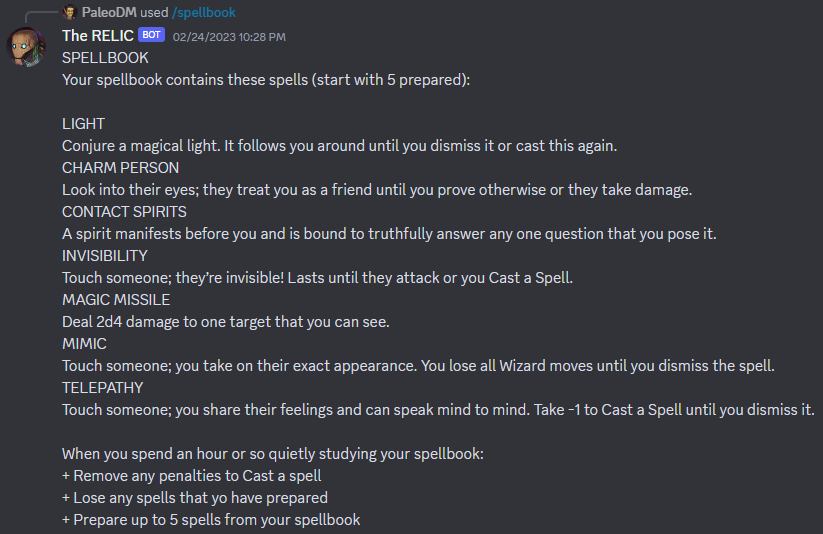 PaleoDM used /spellbook
The RELIC BOT 02/24/2023 10:28 PM
SPELLBOOK
Your spellbook contains these spells (start with 5 prepared):
LIGHT
Conjure a magical light. It follows you around until you dismiss it or cast this again.
CHARM PERSON
Look into their eyes; they treat you as a friend until you prove otherwise or they take damage.
CONTACT SPIRITS
A spirit manifests before you and is bound to truthfully answer any one question that you pose it.
INVISIBILITY
Touch someone; they’re invisible! Lasts until they attack or you Cast a Spell.
MAGIC MISSILE
Deal 2d4 damage to one target that you can see.
MIMIC
Touch someone; you take on their exact appearance. You lose all Wizard moves until you dismiss the spell.
TELEPATHY
Touch someone; you share their feelings and can speak mind to mind. Take -1 to Cast a Spell until you dismiss it.
When you spend an hour or so quietly studying your spellbook:
+ Remove any penalties to Cast a spell
+ Lose any spells that yo have prepared
+ Prepare up to 5 spells from your spellbook